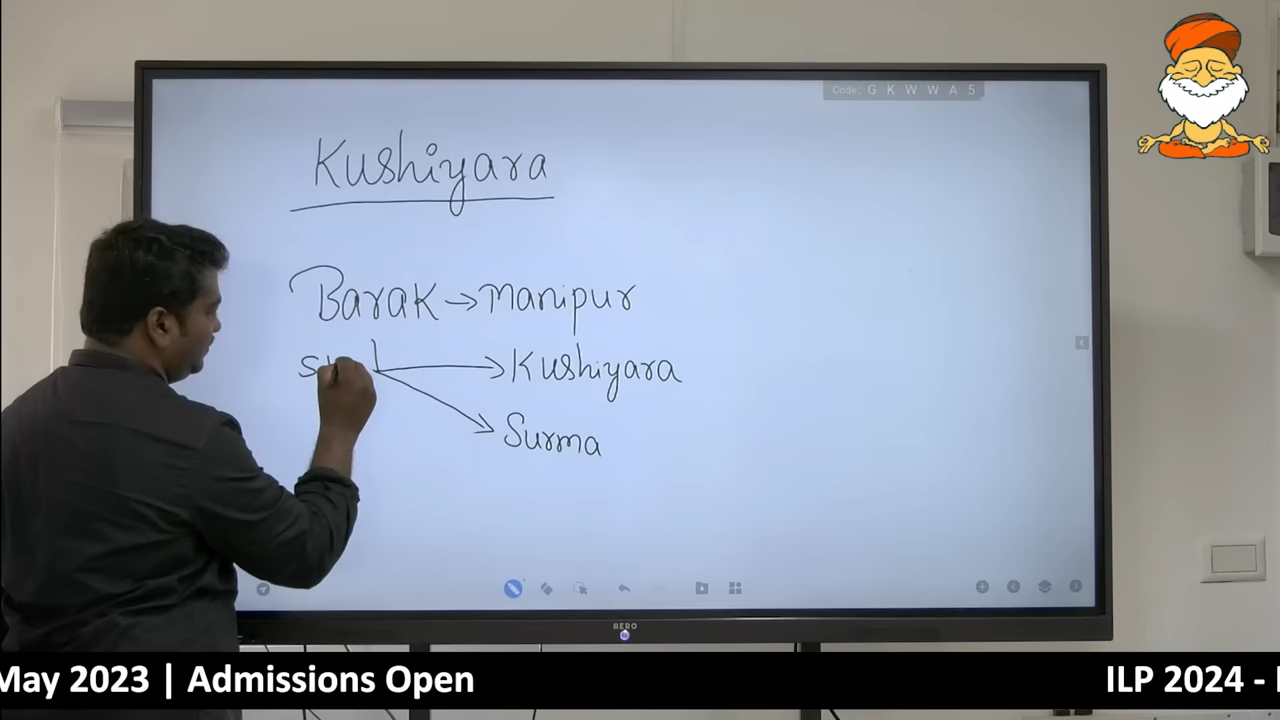 Code: G K W W A 5
Kushiyara
Barak → Manipur
→ Kushiyara
→ Surma
AERO
May 2023 | Admissions Open
ILP 2024 -